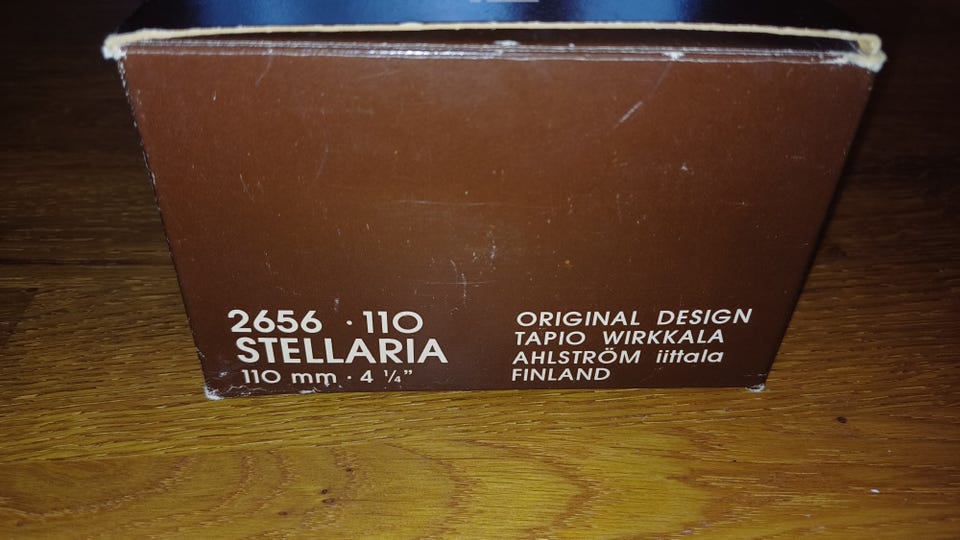 2656 · 110
STELLARIA
110 mm · 4 ¼"
ORIGINAL DESIGN
TAPIO WIRKKALA
AHLSTRÖM iittala
FINLAND